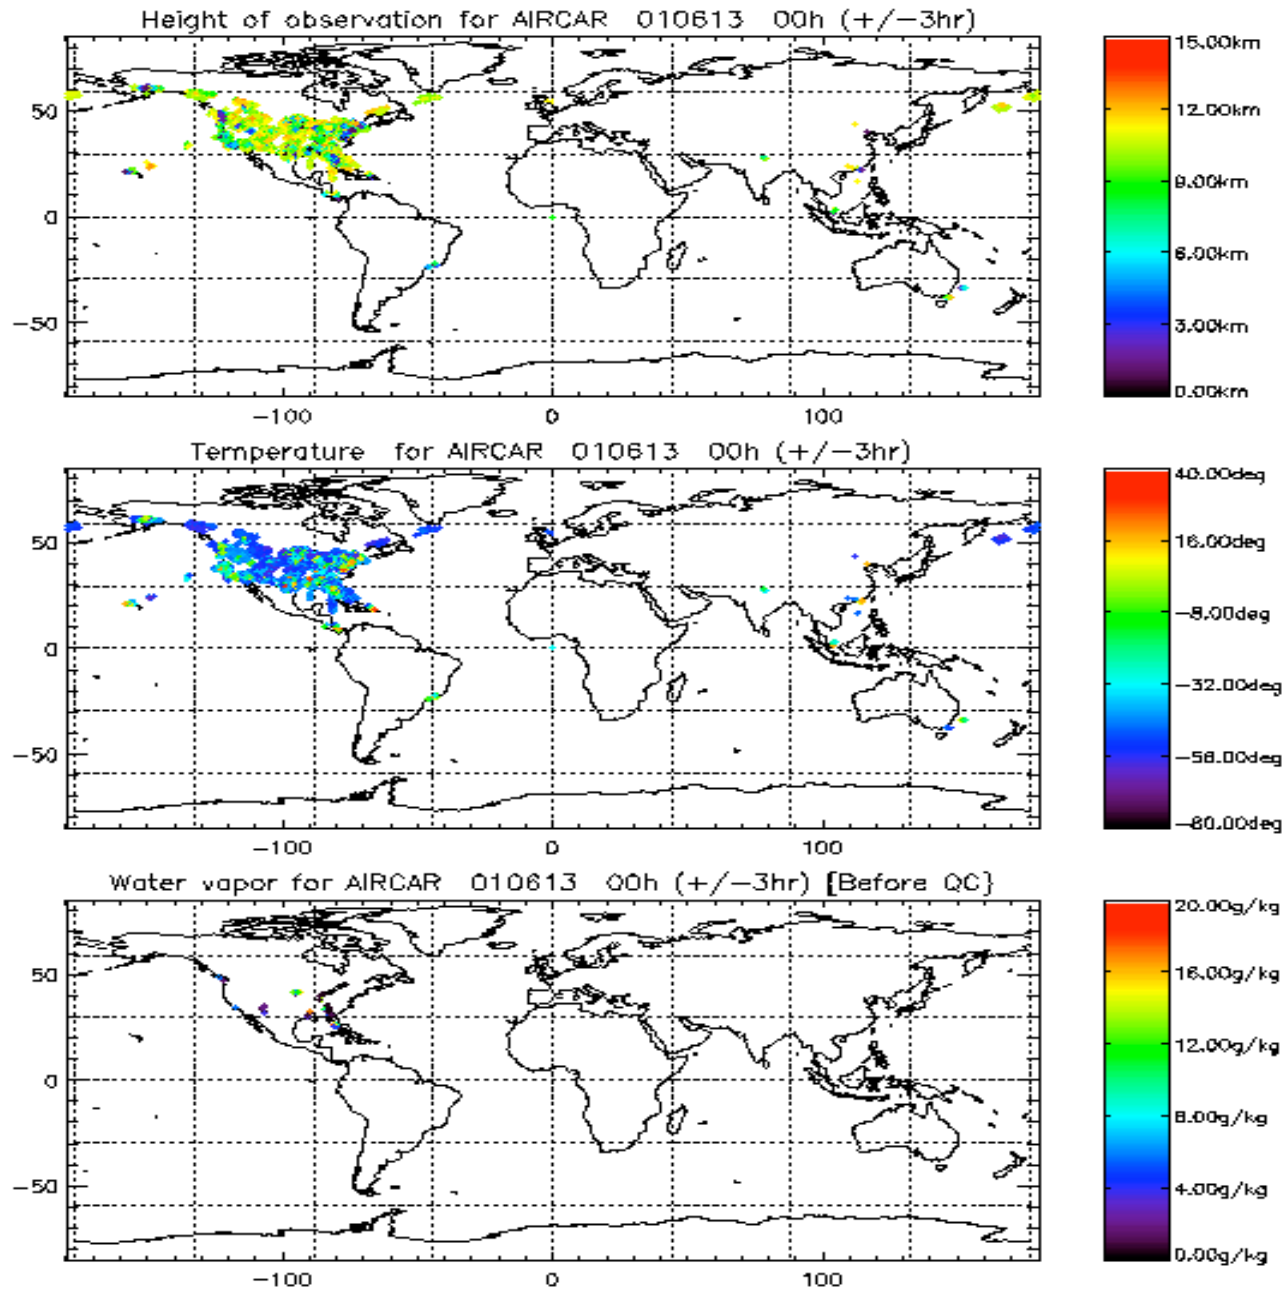 Height of observation for AIRCAR 010613 00h (+/-3hr)
15.00km
12.00km
9.00km
6.00km
3.00km
0.00km
50
0
-50
-100 0 100
Temperature for AIRCAR 010613 00h (+/-3hr)
40.00deg
16.00deg
-8.00deg
-32.00deg
-56.00deg
-80.00deg
50
0
-50
-100 0 100
Water vapor for AIRCAR 010613 00h (+/-3hr) [Before QC}
20.00g/kg
16.00g/kg
12.00g/kg
8.00g/kg
4.00g/kg
0.00g/kg
50
0
-50
-100 0 100